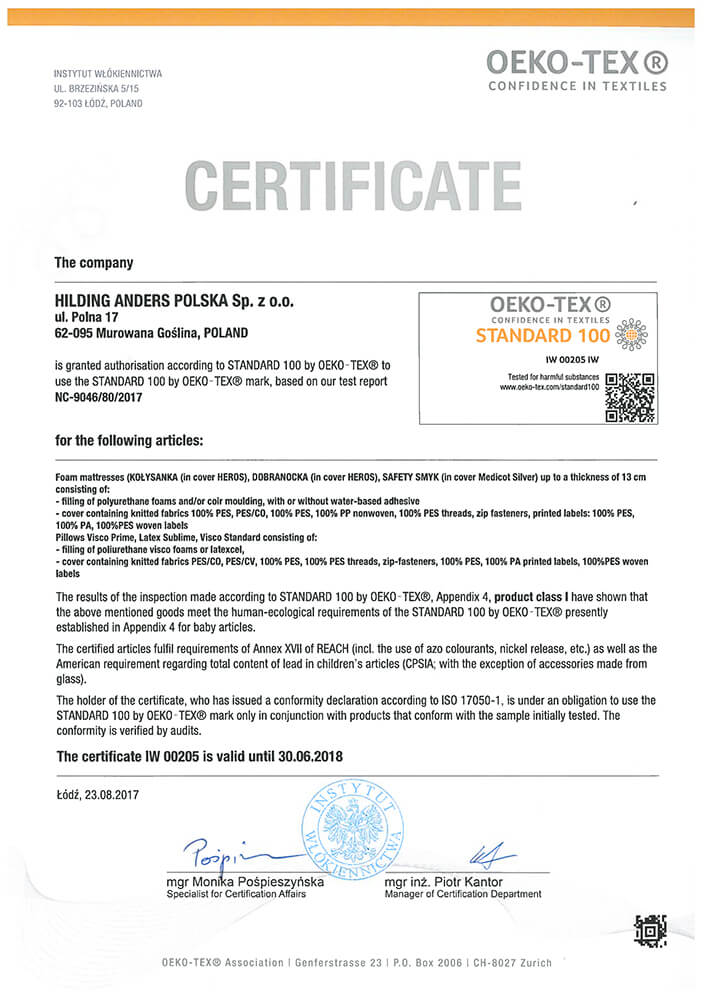 INSTYTUT WŁÓKIENNICTWA
UL. BRZEZIŃSKA 5/15
92-103 ŁÓDŹ, POLAND
OEKO-TEX®
CONFIDENCE IN TEXTILES
CERTIFICATE
The company
HILDING ANDERS POLSKA Sp. z o.o.
ul. Polna 17
62-095 Murowana Goślina, POLAND
is granted authorisation according to STANDARD 100 by OEKO-TEX® to
use the STANDARD 100 by OEKO-TEX® mark, based on our test report
NC-9046/80/2017
OEKO-TEX®
CONFIDENCE IN TEXTILES
STANDARD 100
IW 00205 IW
Tested for harmful substances
www.oeko-tex.com/standard100
for the following articles:
Foam mattresses (KOŁYSANKA (in cover HEROS), DOBRANOCKA (in cover HEROS), SAFETY SMYK (in cover Medicot Silver) up to a thickness of 13 cm
consisting of:
- filling of polyurethane foams and/or coir moulding, with or without water-based adhesive
- cover containing knitted fabrics 100% PES, PES/CO, 100% PES, 100% PP nonwoven, 100% PES threads, zip fasteners, printed labels: 100% PES,
100% PA, 100%PES woven labels
Pillows Visco Prime, Latex Sublime, Visco Standard consisting of:
- filling of poliurethane visco foams or latexcel,
- cover containing knitted fabrics PES/CO, PES/CV, 100% PES, 100% PES threads, zip-fasteners, 100% PES, 100% PA printed labels, 100%PES woven
labels
The results of the inspection made according to STANDARD 100 by OEKO-TEX®, Appendix 4, product class I have shown that
the above mentioned goods meet the human-ecological requirements of the STANDARD 100 by OEKO-TEX® presently
established in Appendix 4 for baby articles.
The certified articles fulfil requirements of Annex XVII of REACH (incl. the use of azo colourants, nickel release, etc.) as well as the
American requirement regarding total content of lead in children's articles (CPSIA; with the exception of accessories made from
glass).
The holder of the certificate, who has issued a conformity declaration according to ISO 17050-1, is under an obligation to use the
STANDARD 100 by OEKO-TEX® mark only in conjunction with products that conform with the sample initially tested. The
conformity is verified by audits.
The certificate IW 00205 is valid until 30.06.2018
Łódź, 23.08.2017
INSTYTUT
WŁÓKIENNICTWA
mgr Monika Pośpieszyńska
Specialist for Certification Affairs
mgr inż. Piotr Kantor
Manager of Certification Department
OEKO-TEX® Association | Genferstrasse 23 | P.O. Box 2006 | CH-8027 Zurich